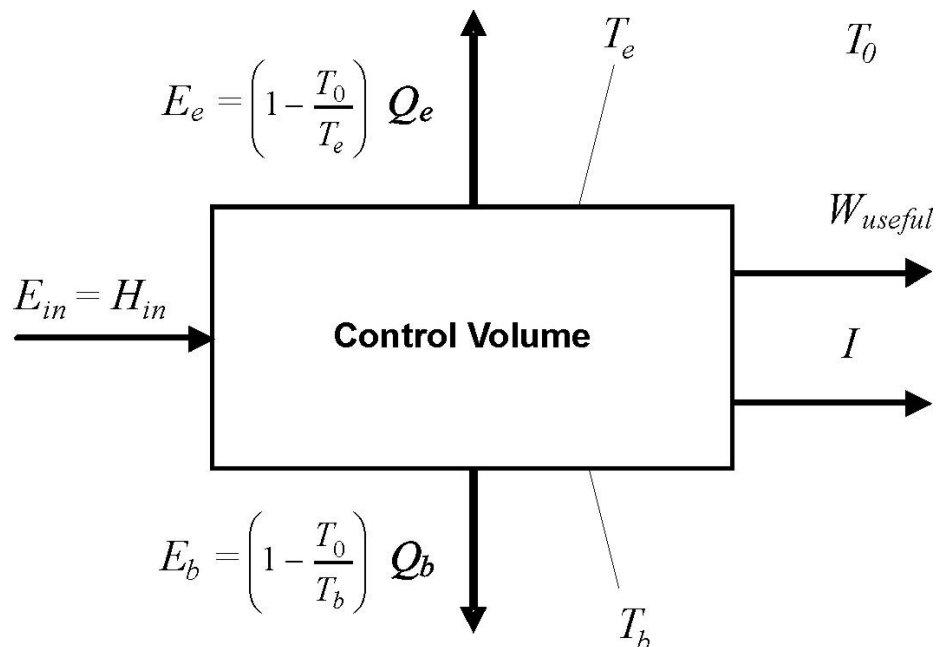 T_e
T_0
E_e = (1 - T_0/T_e) Q_e
W_useful
E_in = H_in
Control Volume
I
E_b = (1 - T_0/T_b) Q_b
T_b